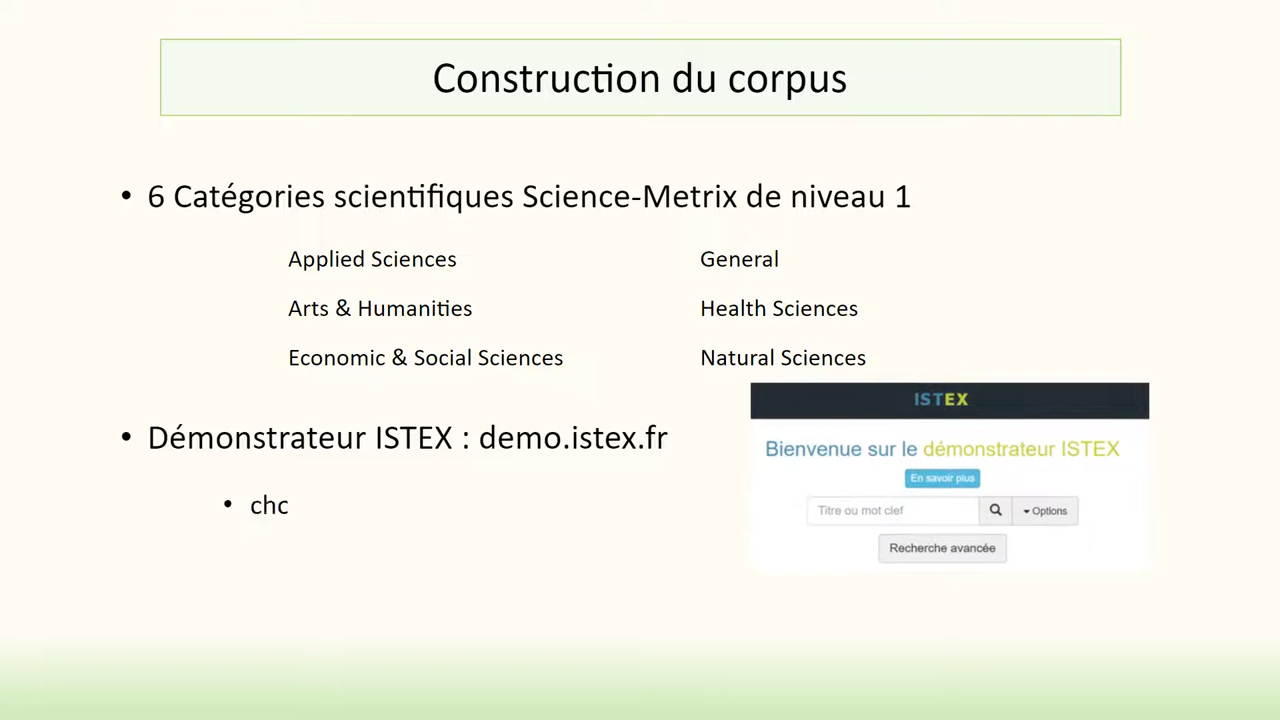 Construction du corpus
• 6 Catégories scientifiques Science-Metrix de niveau 1
Applied Sciences
General
Arts & Humanities
Health Sciences
Economic & Social Sciences
Natural Sciences
• Démonstrateur ISTEX : demo.istex.fr
• chc
ISTEX
Bienvenue sur le démonstrateur ISTEX
En savoir plus
Titre ou mot clef
Options
Recherche avancée